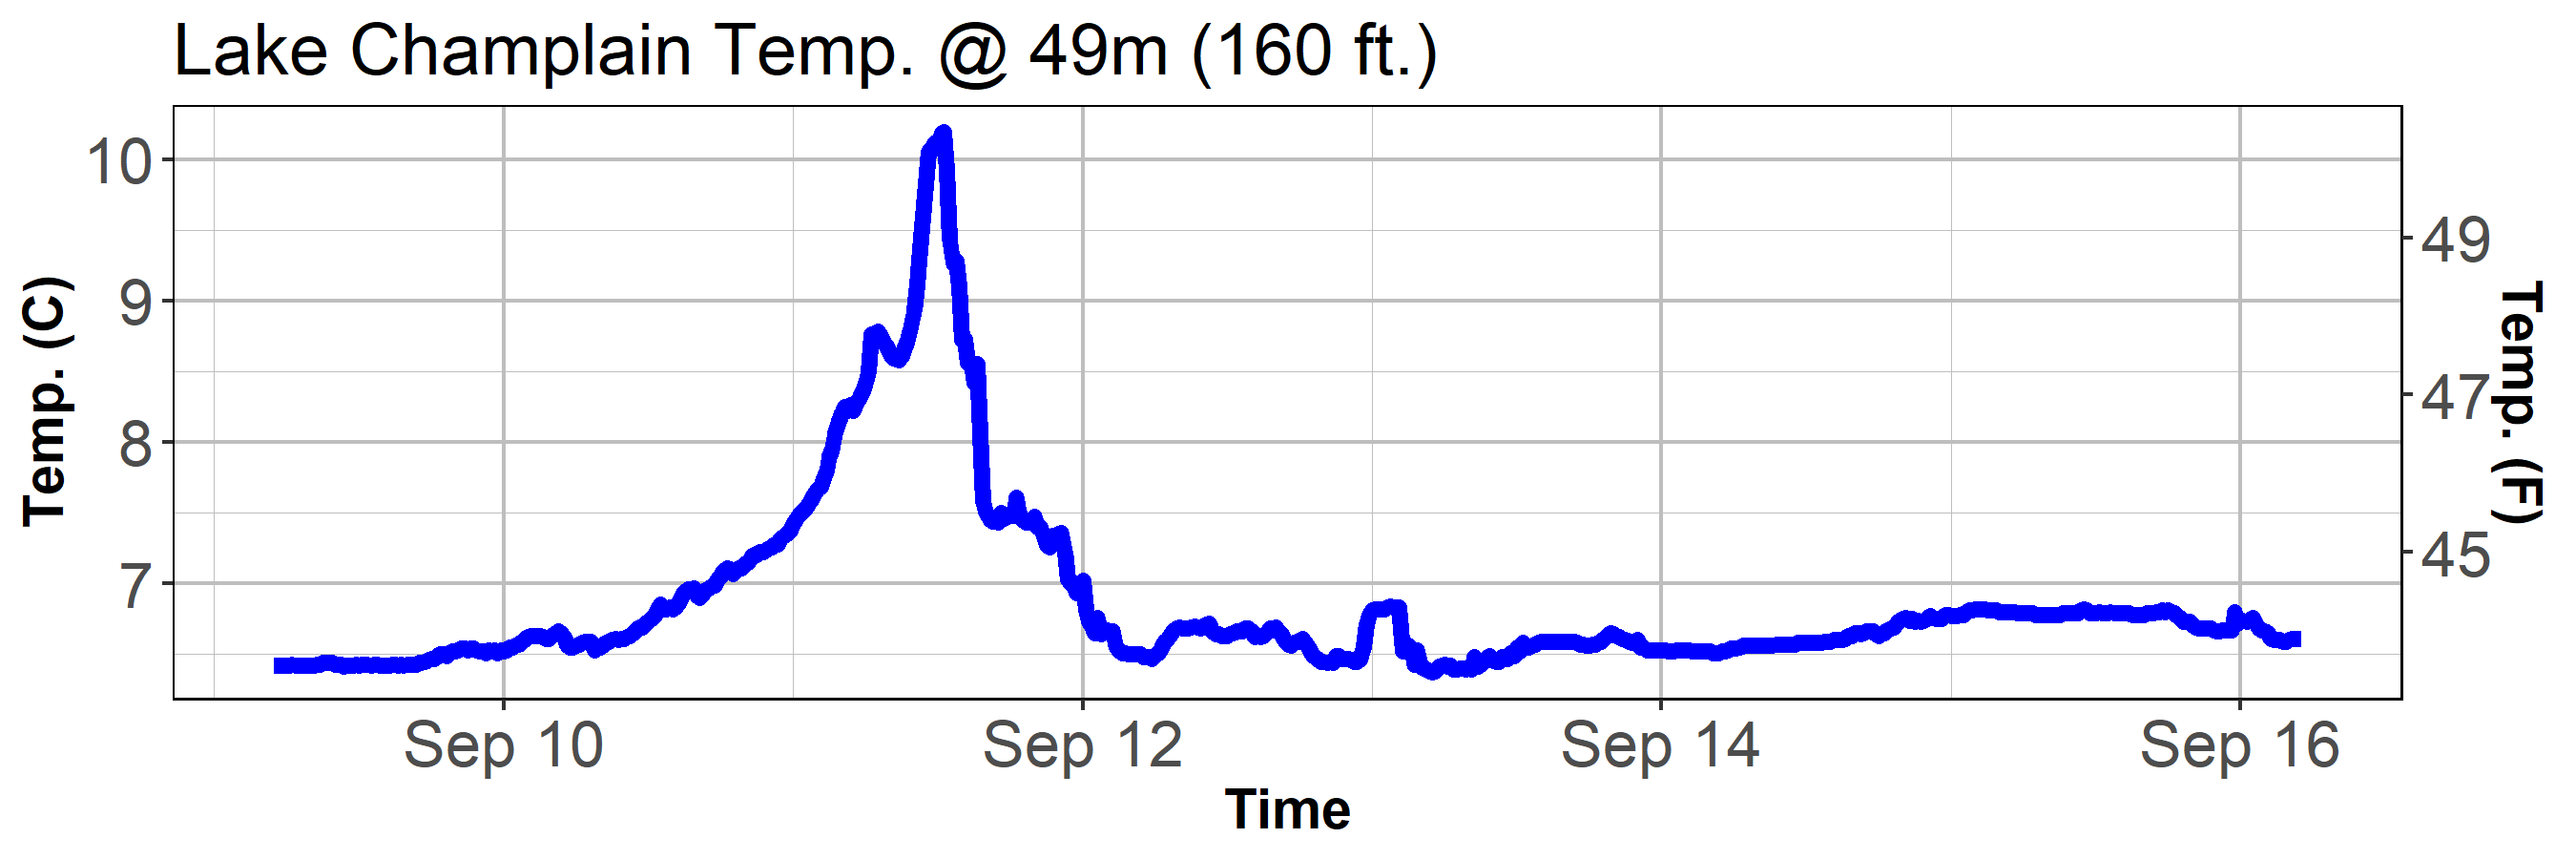 Lake Champlain Temp. @ 49m (160 ft.)
Temp. (C)
10
9
8
7
49
47
45
Temp. (F)
Sep 10 Sep 12 Sep 14 Sep 16
Time